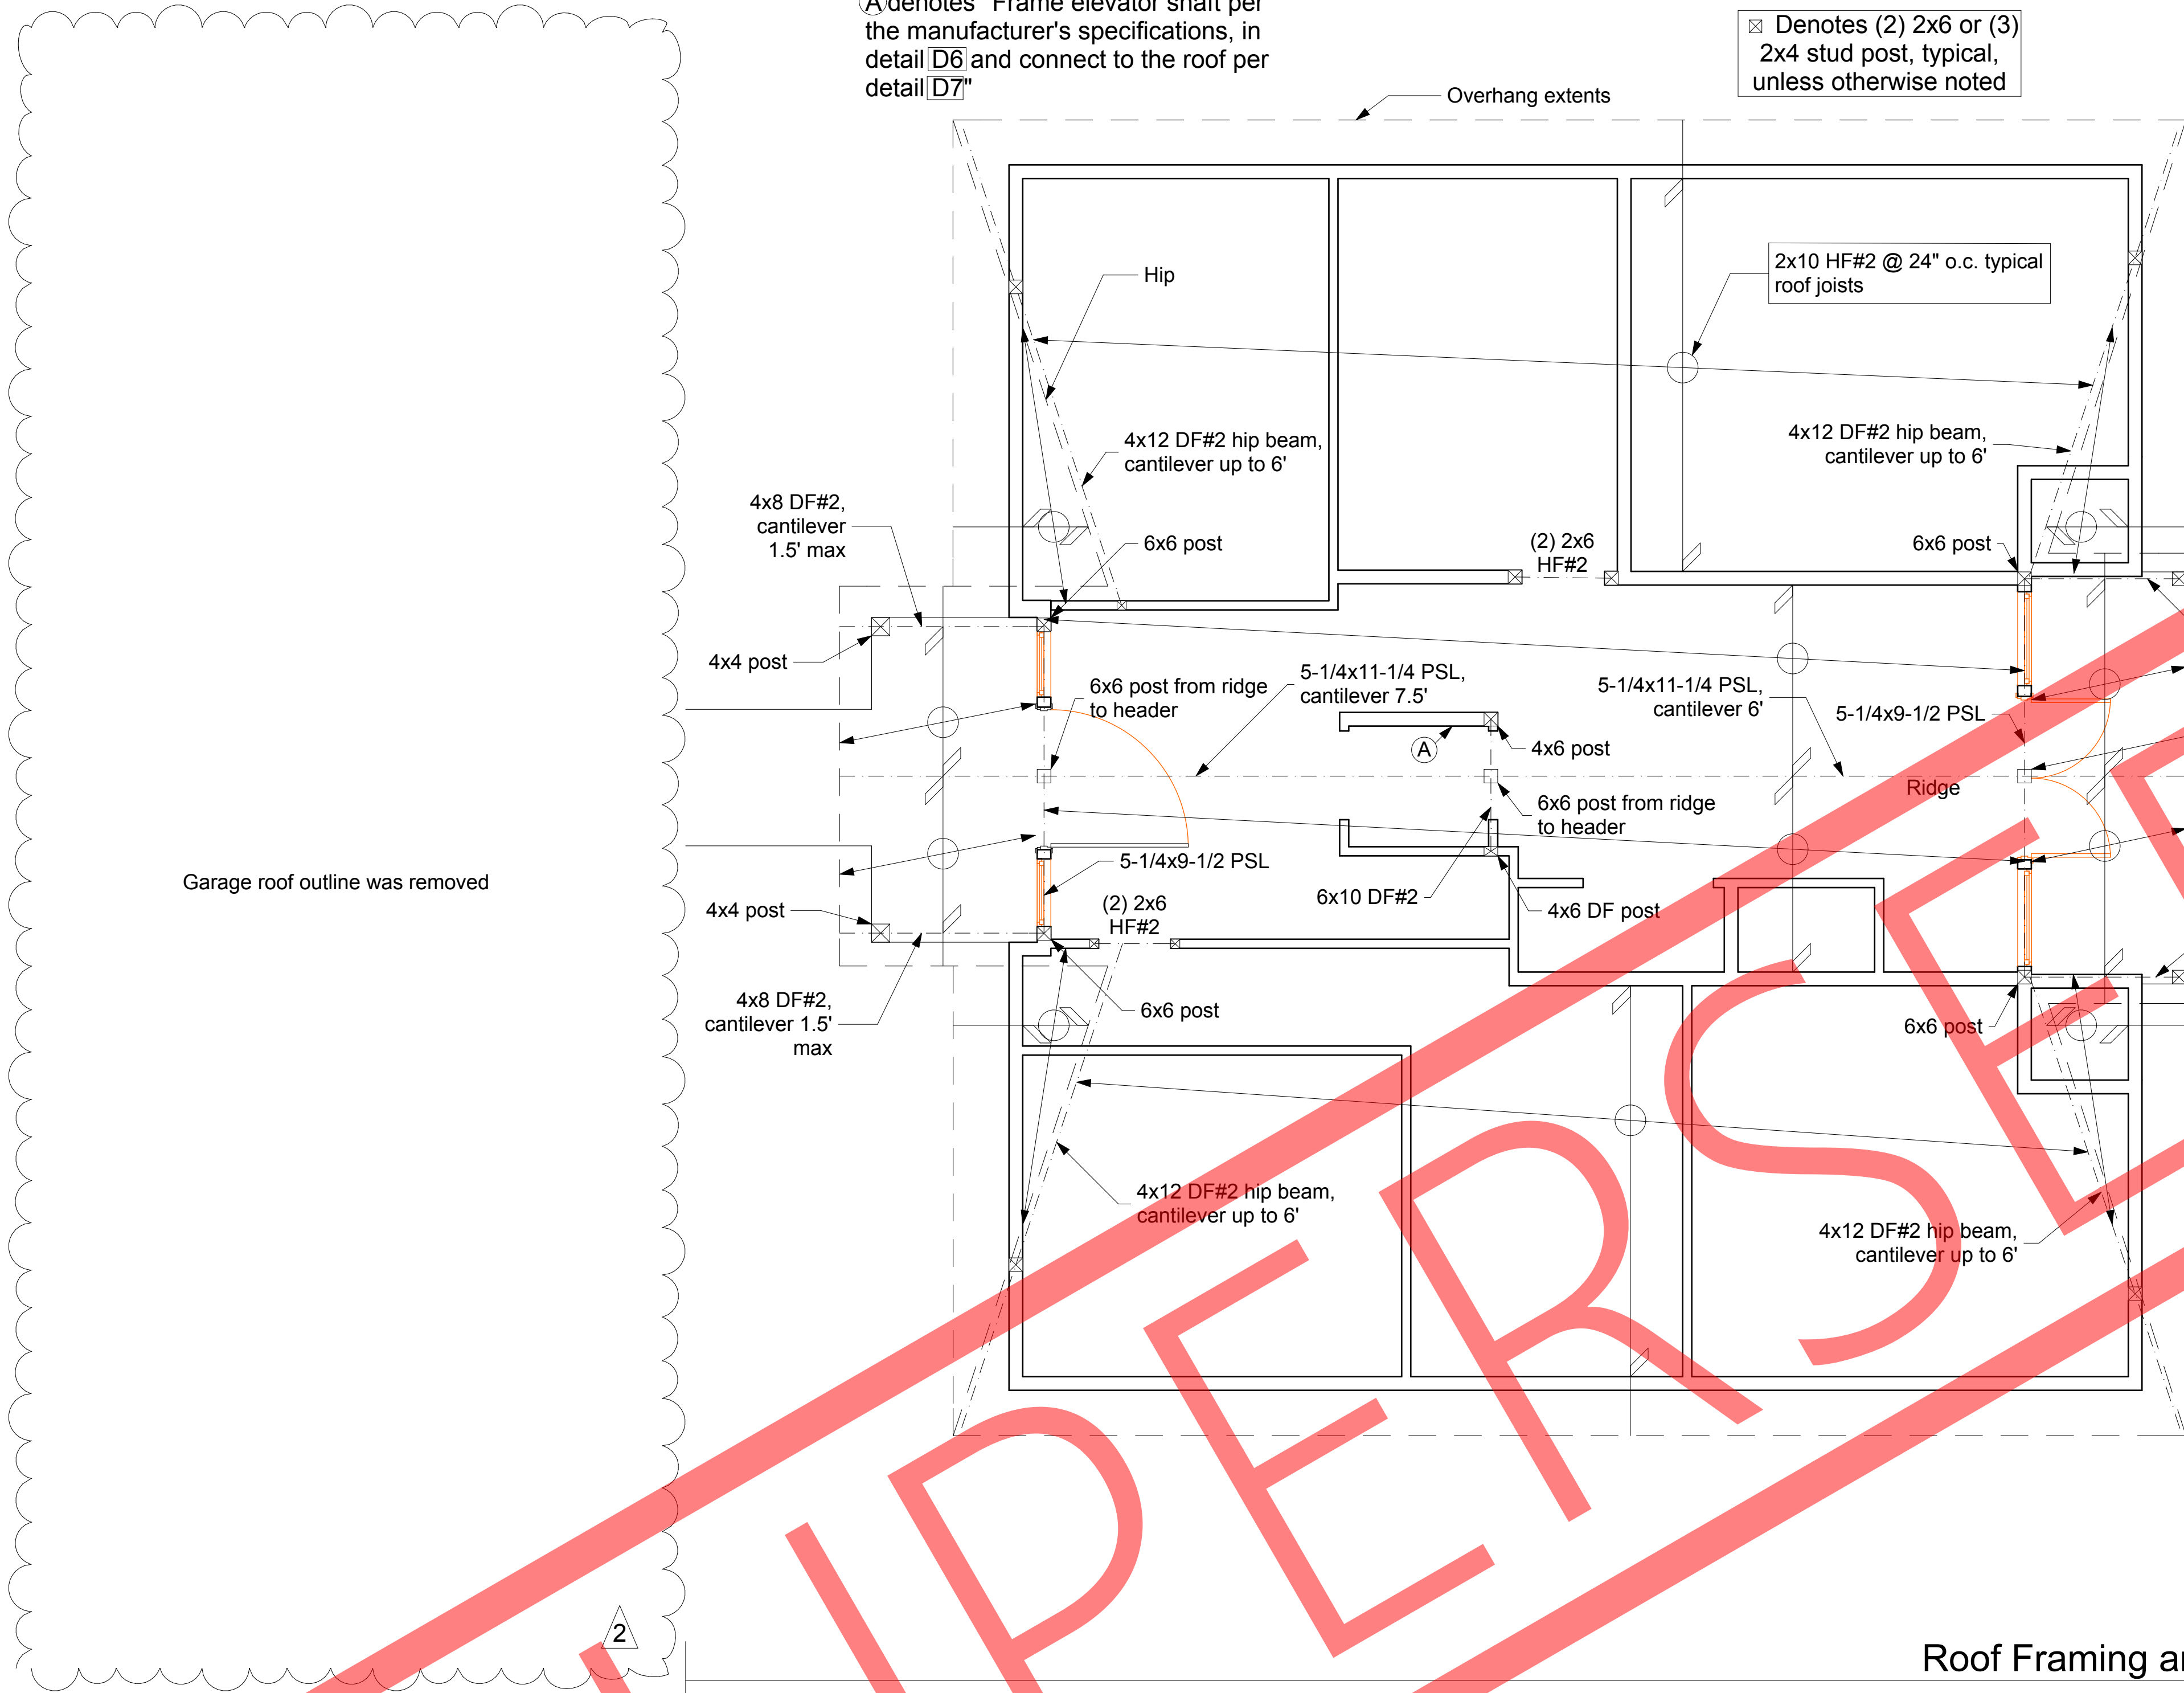 Ⓐ denotes "Frame elevator shaft per
the manufacturer's specifications, in
detail D6 and connect to the roof per
detail D7"
☒ Denotes (2) 2x6 or (3)
2x4 stud post, typical,
unless otherwise noted
Overhang extents
Hip
2x10 HF#2 @ 24" o.c. typical
roof joists
4x12 DF#2 hip beam,
cantilever up to 6'
4x12 DF#2 hip beam,
cantilever up to 6'
4x8 DF#2,
cantilever
1.5' max
6x6 post
(2) 2x6
HF#2
6x6 post
4x4 post
6x6 post from ridge
to header
5-1/4x11-1/4 PSL,
cantilever 7.5'
5-1/4x11-1/4 PSL,
cantilever 6'
5-1/4x9-1/2 PSL
A
4x6 post
Ridge
6x6 post from ridge
to header
5-1/4x9-1/2 PSL
Garage roof outline was removed
4x4 post
(2) 2x6
HF#2
6x10 DF#2
4x6 DF post
4x8 DF#2,
cantilever 1.5'
max
6x6 post
6x6 post
4x12 DF#2 hip beam,
cantilever up to 6'
4x12 DF#2 hip beam,
cantilever up to 6'
2
Roof Framing
UPERSE